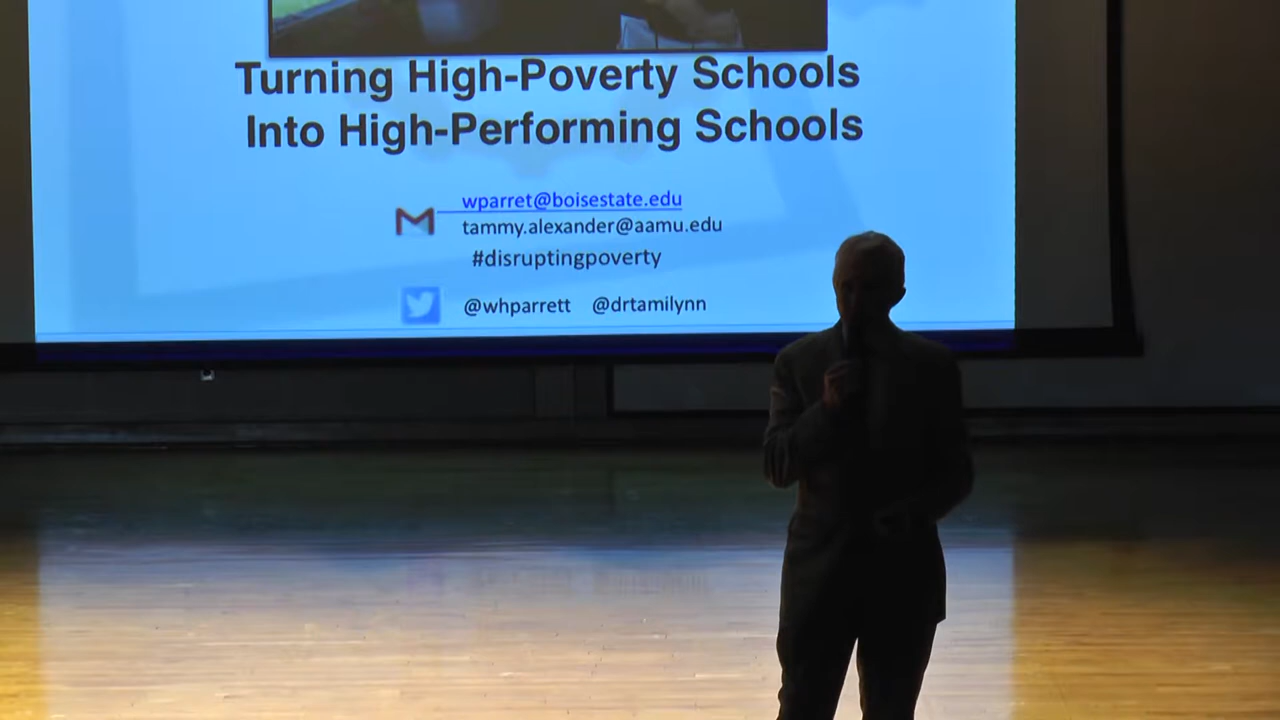 Turning High-Poverty Schools
Into High-Performing Schools
wparret@boisestate.edu
tammy.alexander@aamu.edu
#disruptingpoverty
@whparrett @drtamilynn